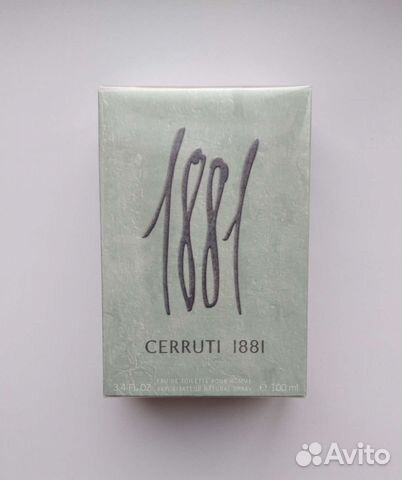 1881
CERRUTI 1881
EAU DE TOILETTE POUR HOMME
3.4 FL.OZ VAPORISATEUR NATURAL SPRAY ℮ 100 ml
Avito